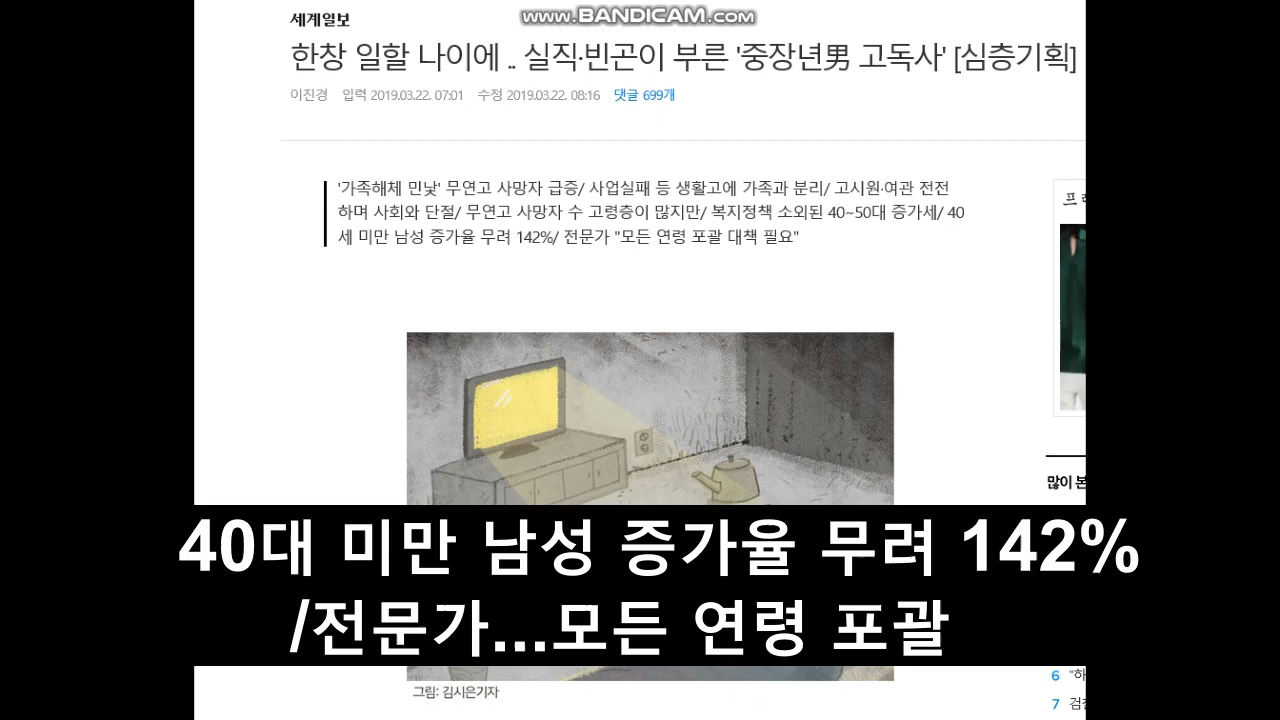 www.BANDICAM.com
세계일보
한창 일할 나이에 .. 실직·빈곤이 부른 '중장년男 고독사' [심층기획]
이진경 입력 2019.03.22. 07:01 수정 2019.03.22. 08:16 댓글 699개
'가족해체 민낯' 무연고 사망자 급증/ 사업실패 등 생활고에 가족과 분리/ 고시원·여관 전전
하며 사회와 단절/ 무연고 사망자 수 고령층이 많지만/ 복지정책 소외된 40~50대 증가세/ 40
세 미만 남성 증가율 무려 142%/ 전문가 "모든 연령 포괄 대책 필요"
많이 본
40대 미만 남성 증가율 무려 142%
/전문가...모든 연령 포괄
그림: 김시은기자
6 "하
7 검찰